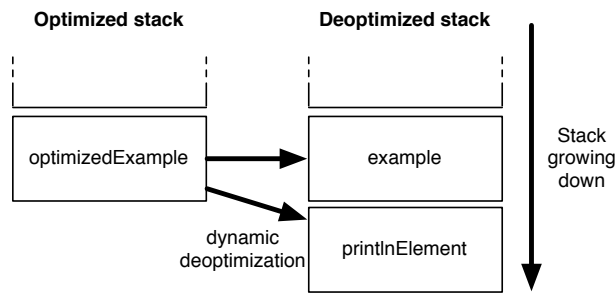 Optimized stack
Deoptimized stack
optimizedExample
example
Stack
growing
down
dynamic
deoptimization
printlnElement